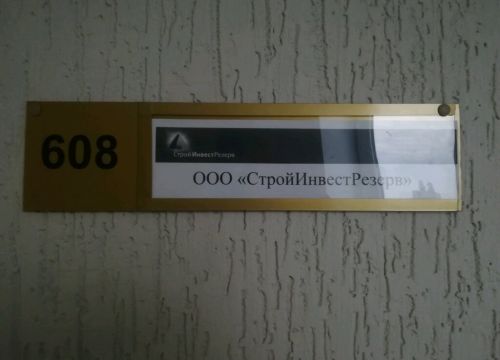 608
СтройИнвестРезерв
ООО «СтройИнвестРезерв»